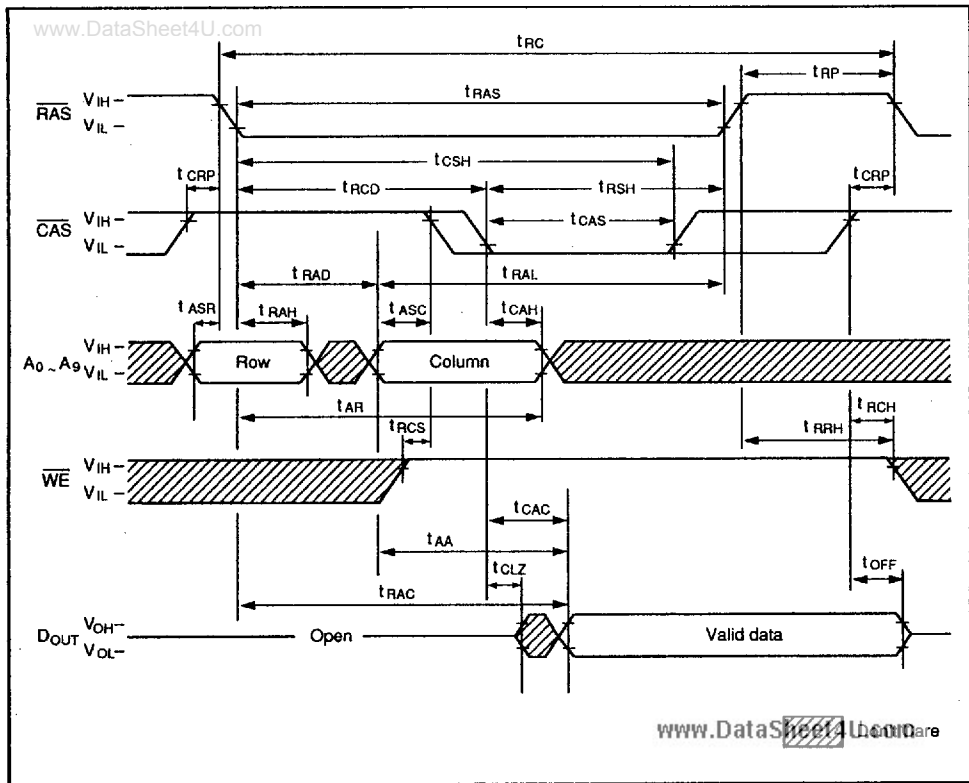 www.DataSheet4U.com
tRC
tRP
tRAS
RAS VIH
VIL
tCSH
tCRP
tRCD
tRSH
tCRP
CAS VIH
VIL
tCAS
tRAD
tRAL
tASR
tRAH
tASC
tCAH
A0 ~ A9 VIH
VIL
Row
Column
tAR
tRCS
tRCH
tRRH
WE VIH
VIL
tCAC
tAA
tCLZ
tOFF
tRAC
DOUT VOH
VOL
Open
Valid data
www.DataSheet4U.com